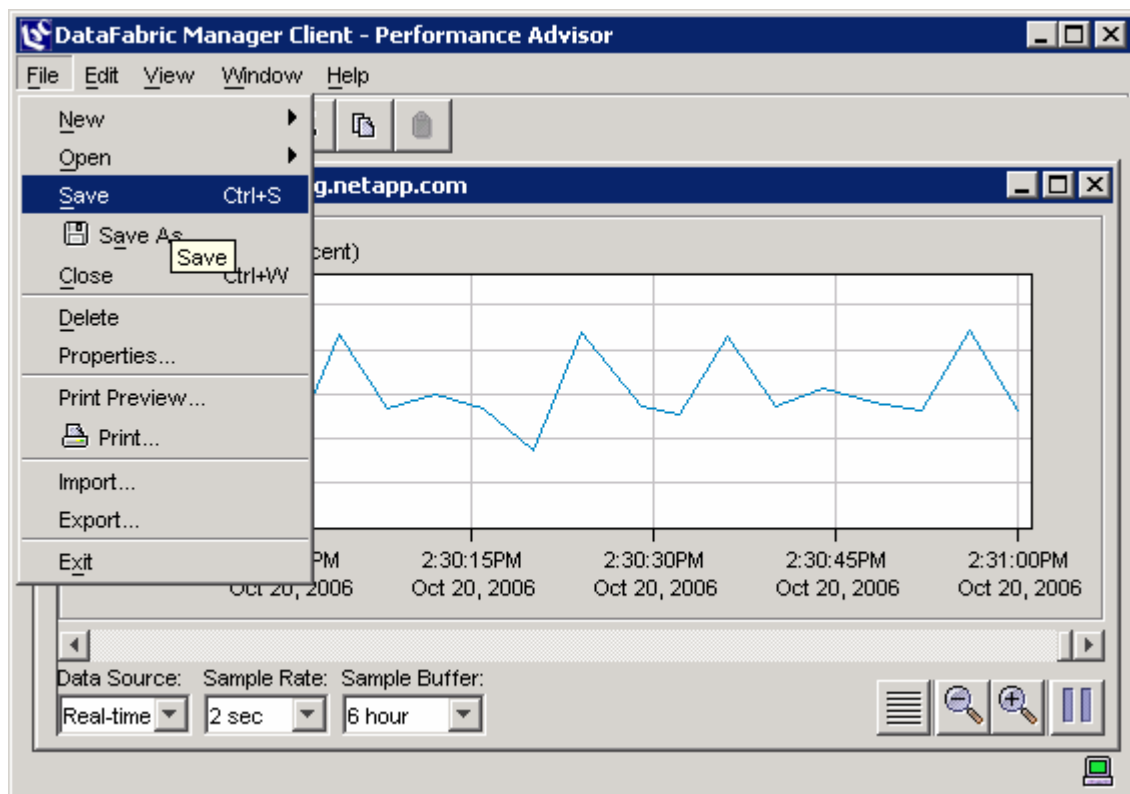 DataFabric Manager Client - Performance Advisor
File Edit View Window Help
New
Open
Save Ctrl+S
Save As
Save
Close Ctrl+W
Delete
Properties...
Print Preview...
Print...
Import...
Export...
Exit
g.netapp.com
cent)
PM 2:30:15PM 2:30:30PM 2:30:45PM 2:31:00PM
Oct 20, 2006 Oct 20, 2006 Oct 20, 2006 Oct 20, 2006 Oct 20, 2006
Data Source: Sample Rate: Sample Buffer:
Real-time 2 sec 6 hour